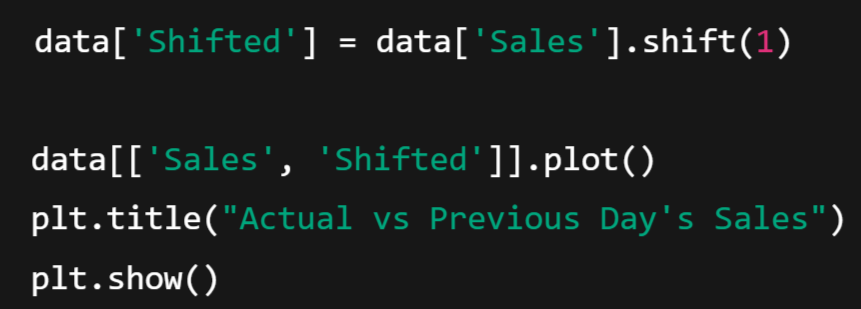 data['Shifted'] = data['Sales'].shift(1)
data[['Sales', 'Shifted']].plot()
plt.title("Actual vs Previous Day's Sales")
plt.show()